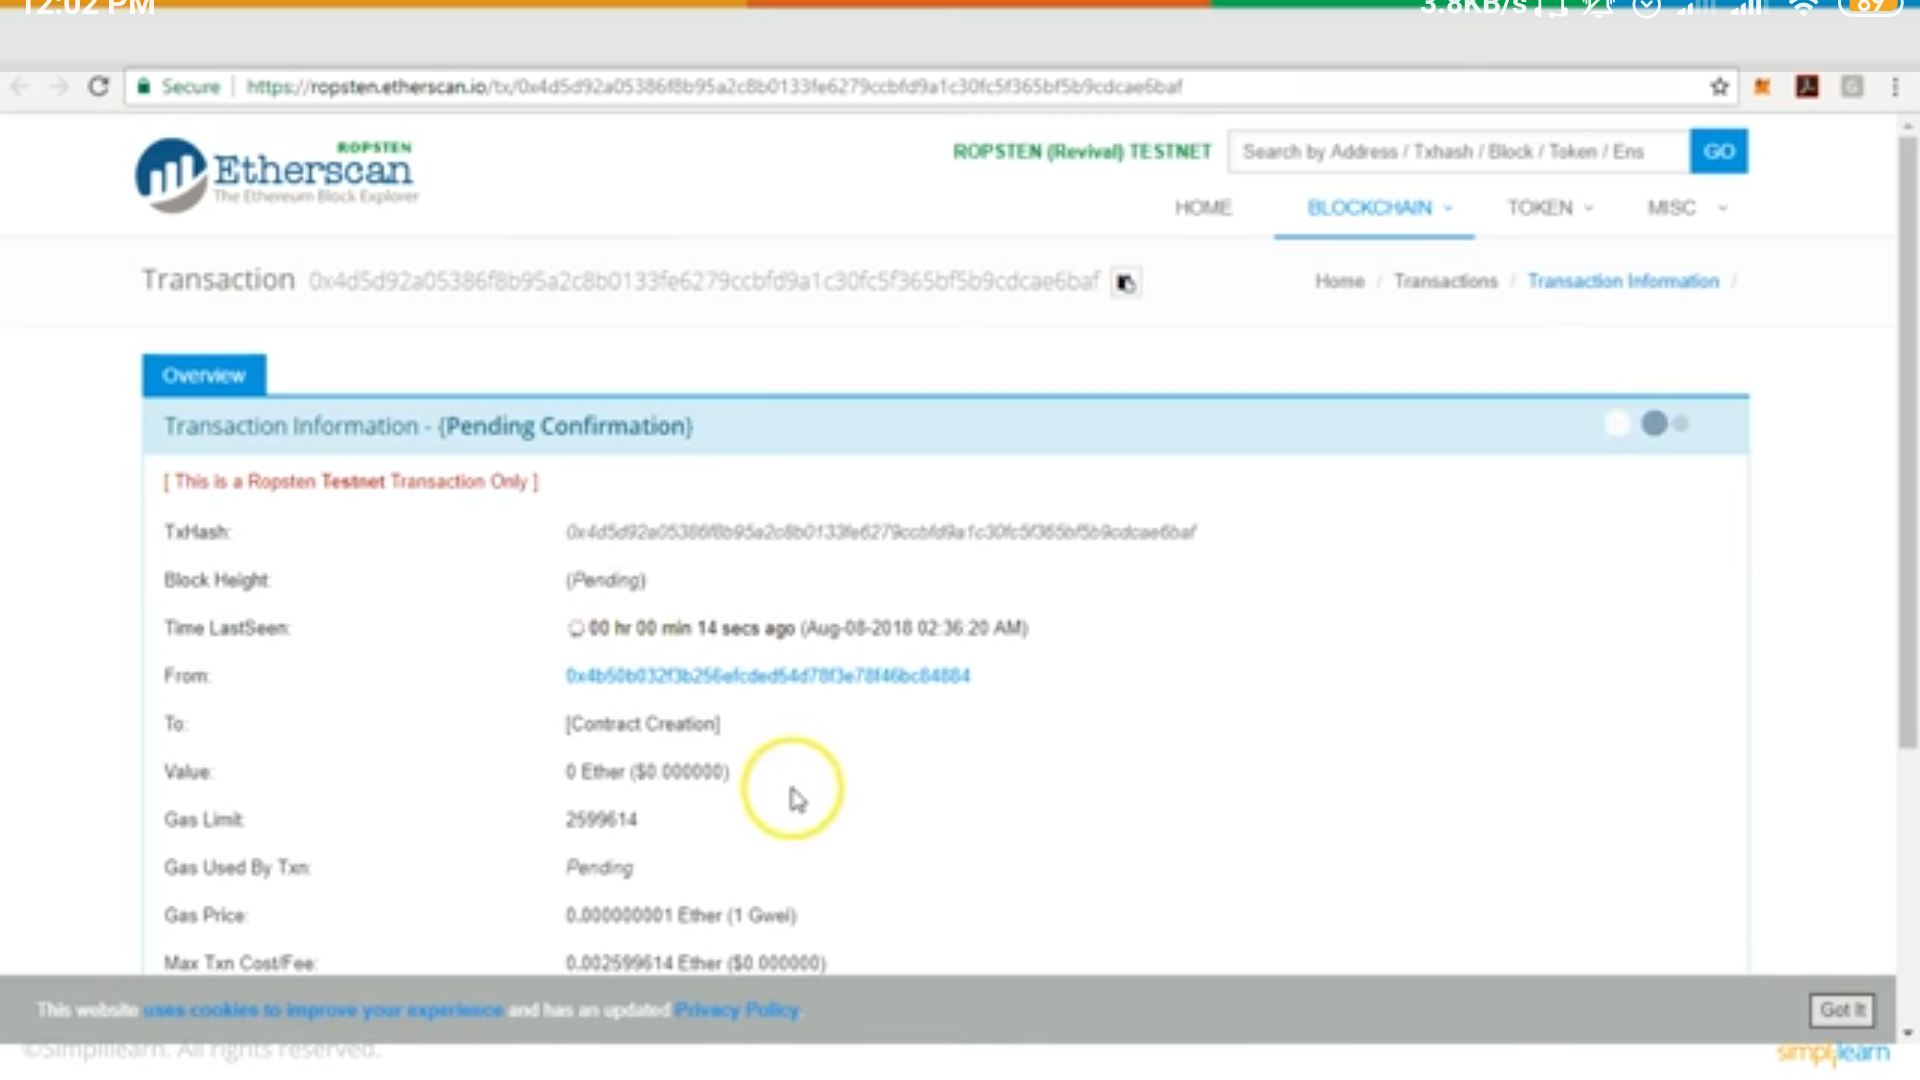 12:02 PM 3.8KB/s 89
Secure https://ropsten.etherscan.io/tx/0x4d5d92a05386f8b95a2c8b0133fe6279ccbfd9a1c30fc5f365bf5b9cdcae6baf
ROPSTEN
Etherscan
The Ethereum Block Explorer
ROPSTEN (Revival) TESTNET Search by Address / Txhash / Block / Token / Ens GO
HOME BLOCKCHAIN TOKEN MISC
Transaction 0x4d5d92a05386f8b95a2c8b0133fe6279ccbfd9a1c30fc5f365bf5b9cdcae6baf Home / Transactions / Transaction Information /
Overview
Transaction Information - {Pending Confirmation}
[ This is a Ropsten Testnet Transaction Only ]
TxHash: 0x4d5d92a05386f8b95a2c8b0133fe6279ccbfd9a1c30fc5f365bf5b9cdcae6baf
Block Height: (Pending)
Time LastSeen: 00 hr 00 min 14 secs ago (Aug-08-2018 02:36:20 AM)
From: 0x4b50b032f3b256efcded54d78f3e78f46bc84884
To: [Contract Creation]
Value: 0 Ether ($0.000000)
Gas Limit: 2599614
Gas Used By Txn: Pending
Gas Price: 0.000000001 Ether (1 Gwei)
Max Txn Cost/Fee: 0.002599614 Ether ($0.000000)
This website uses cookies to improve your experience and has an updated Privacy Policy. Got It
©Simplilearn. All rights reserved. simplilearn